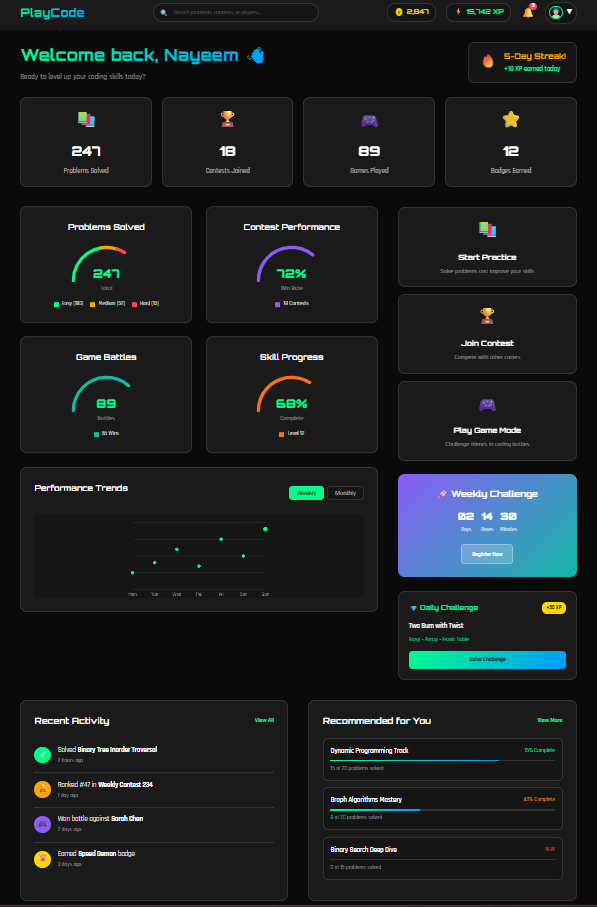 PlayCode
Search problems, contests, or players...
2,847
15,742 XP
3
Welcome back, Nayeem
Ready to level up your coding skills today?
5-Day Streak!
+10 XP earned today
247
Problems Solved
18
Contests Joined
89
Games Played
12
Badges Earned
Problems Solved
247
Total
Easy (180)
Medium (52)
Hard (15)
Contest Performance
72%
Win Rate
18 Contests
Game Battles
89
Battles
65 Wins
Skill Progress
68%
Complete
Level 12
Start Practice
Solve problems and improve your skills
Join Contest
Compete with other coders
Play Game Mode
Challenge friends in coding battles
Performance Trends
Weekly
Monthly
Mon Tue Wed Thu Fri Sat Sun
Weekly Challenge
02 14 30
Days Hours Minutes
Register Now
Daily Challenge
+50 XP
Two Sum with Twist
Easy • Array • Hash Table
Solve Challenge
Recent Activity
View All
Solved Binary Tree Inorder Traversal
2 hours ago
Ranked #47 in Weekly Contest 234
1 day ago
Won battle against Sarah Chen
2 days ago
Earned Speed Demon badge
3 days ago
Recommended for You
View More
Dynamic Programming Track
75% Complete
15 of 20 problems solved
Graph Algorithms Mastery
40% Complete
8 of 20 problems solved
Binary Search Deep Dive
NEW
0 of 15 problems solved